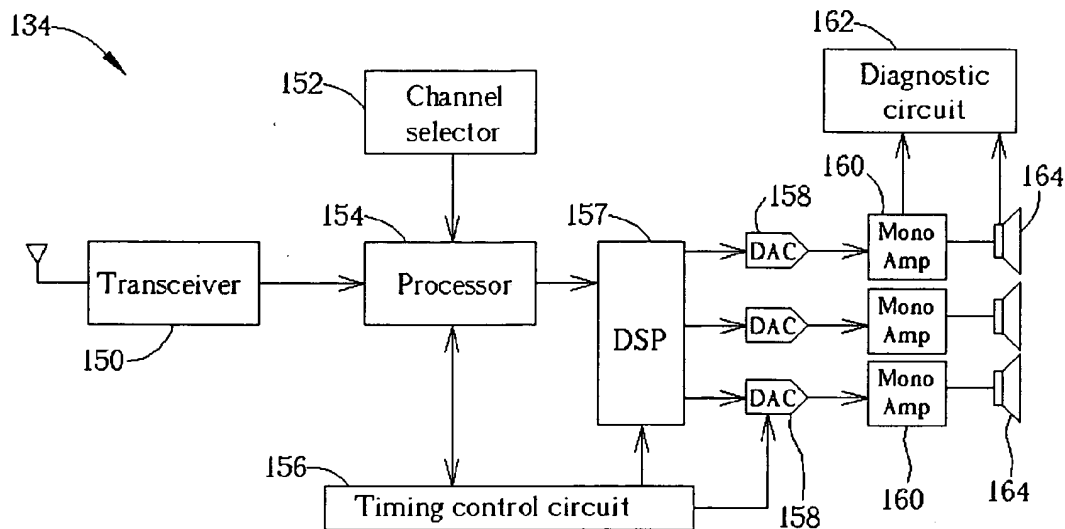 134
162
Diagnostic
circuit
152
Channel
selector
160
164
154
157
158
Transceiver
Processor
DAC
Mono
Amp
150
DSP
DAC
Mono
Amp
DAC
Mono
Amp
156
Timing control circuit
158
160
164